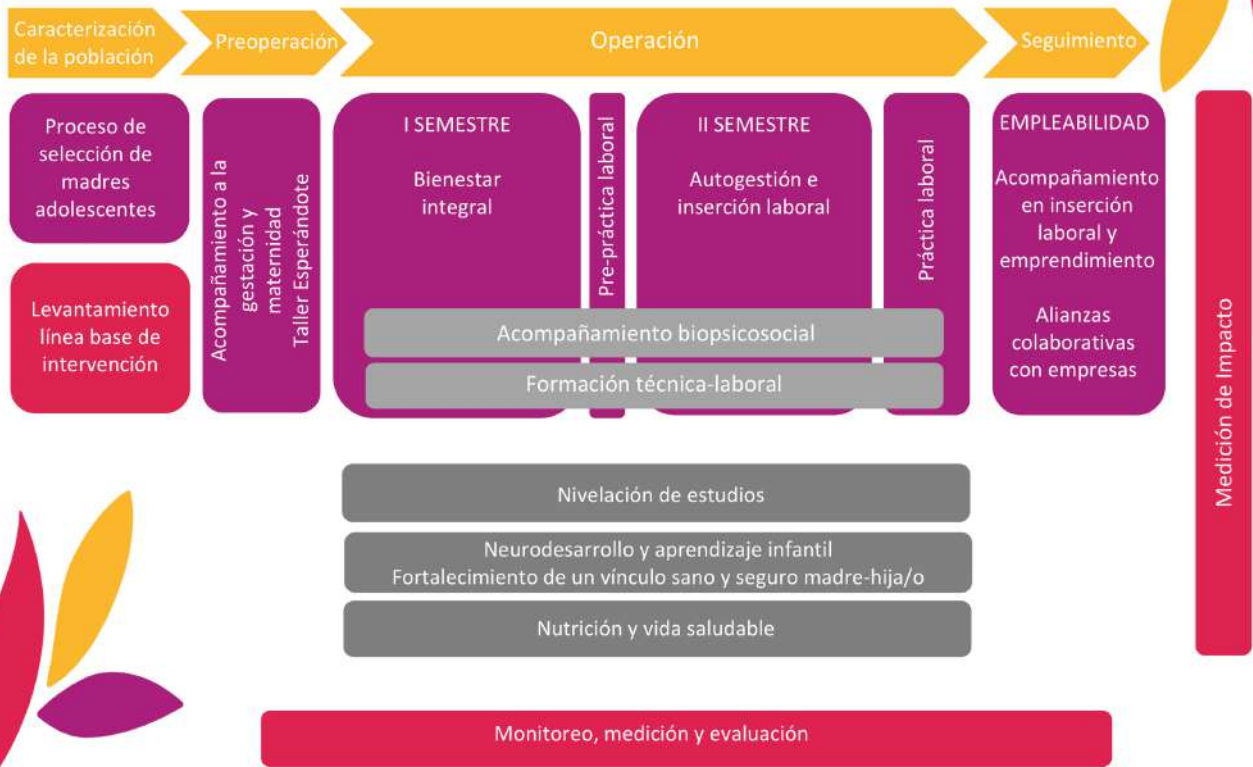 Caracterización
de la población
Preoperación
Operación
Seguimiento
Proceso de
selección de
madres
adolescentes
Levantamiento
línea base de
intervención
Acompañamiento a la
gestación y
maternidad
Taller Esperándote
I SEMESTRE
Bienestar
integral
Pre-práctica laboral
II SEMESTRE
Autogestión e
inserción laboral
Práctica laboral
Acompañamiento biopsicosocial
Formación técnica-laboral
EMPLEABILIDAD
Acompañamiento
en inserción
laboral y
emprendimiento
Alianzas
colaborativas
con empresas
Medición de Impacto
Nivelación de estudios
Neurodesarrollo y aprendizaje infantil
Fortalecimiento de un vínculo sano y seguro madre-hija/o
Nutrición y vida saludable
Monitoreo, medición y evaluación